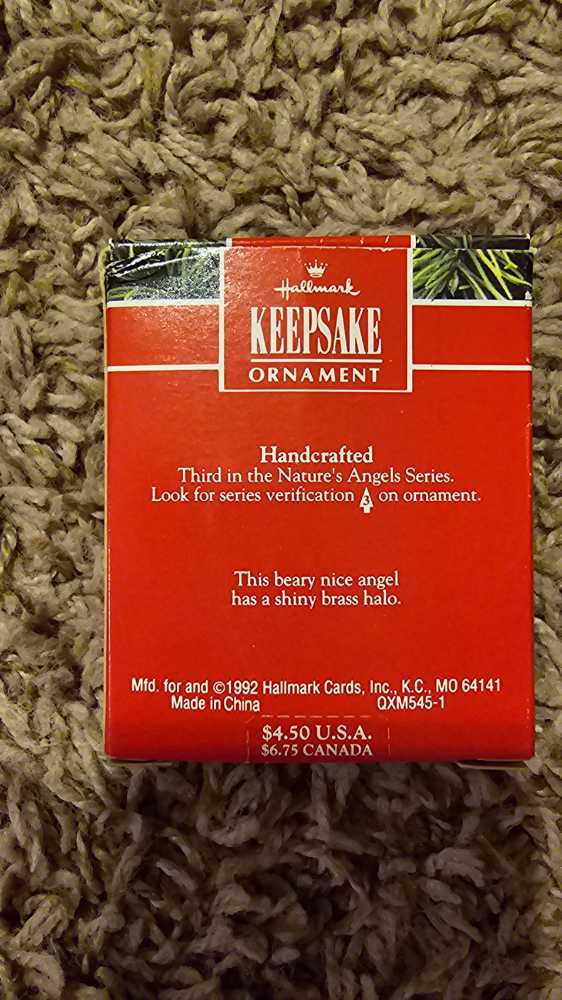 Hallmark
KEEPSAKE
ORNAMENT
Handcrafted
Third in the Nature's Angels Series.
Look for series verification 3 on ornament.
This beary nice angel
has a shiny brass halo.
Mfd. for and ©1992 Hallmark Cards, Inc., K.C., MO 64141
Made in China QXM545-1
$4.50 U.S.A.
$6.75 CANADA